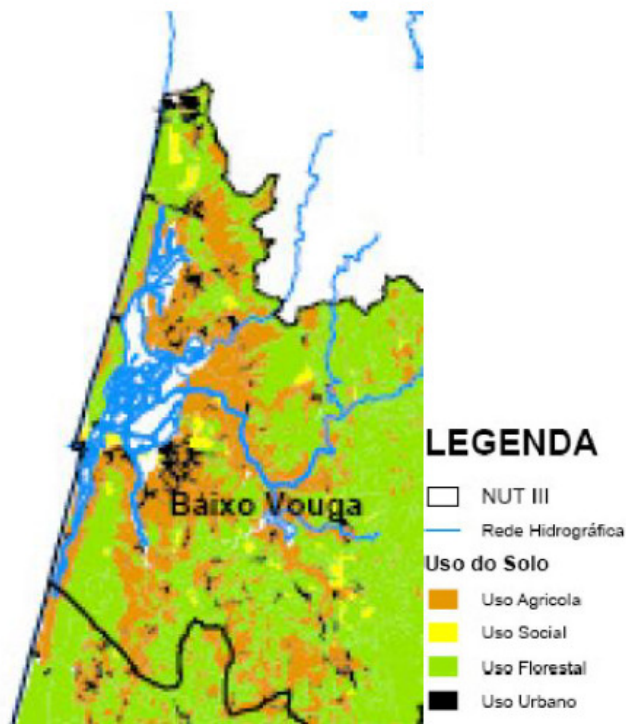 Baixo Vouga
LEGENDA
NUT III
Rede Hidrográfica
Uso do Solo
Uso Agricola
Uso Social
Uso Florestal
Uso Urbano